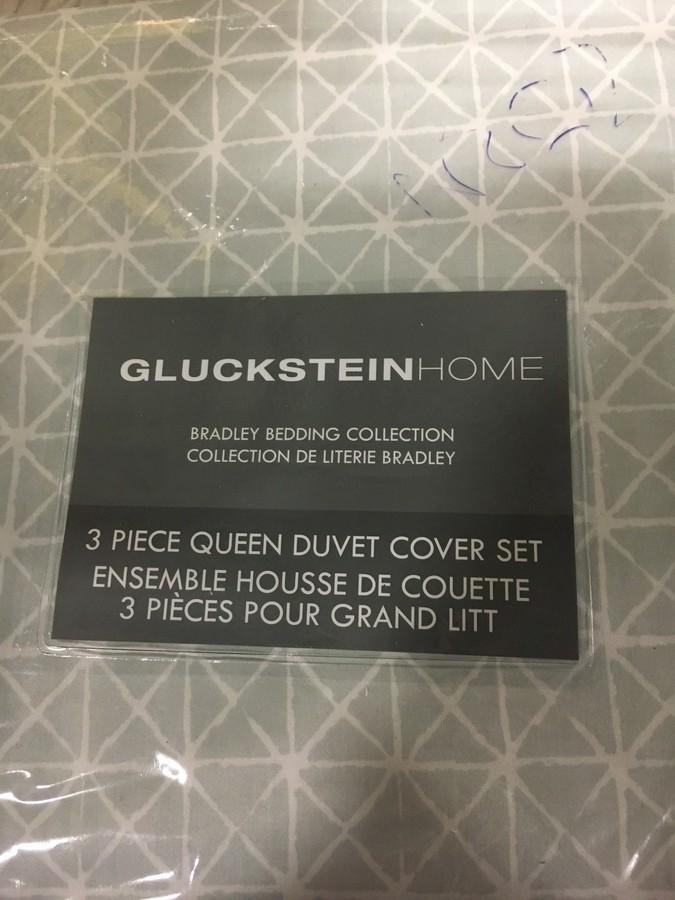 GLUCKSTEINHOME
BRADLEY BEDDING COLLECTION
COLLECTION DE LITERIE BRADLEY
3 PIECE QUEEN DUVET COVER SET
ENSEMBLE HOUSSE DE COUETTE
3 PIÈCES POUR GRAND LITT